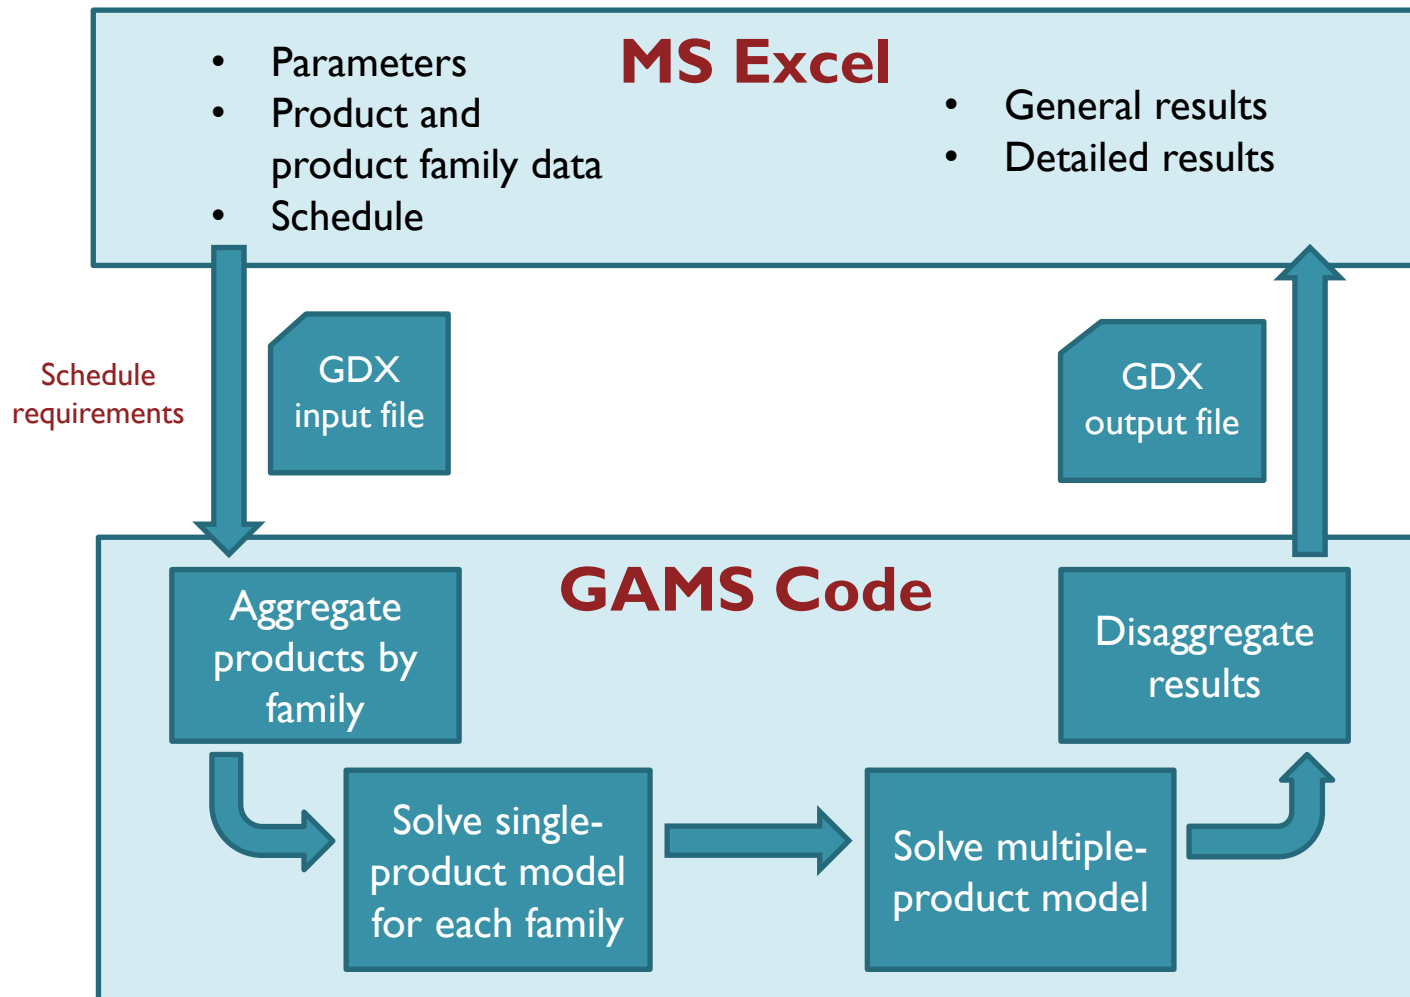 MS Excel
• Parameters
• Product and
product family data
• Schedule
• General results
• Detailed results
Schedule
requirements
GDX
input file
GDX
output file
GAMS Code
Aggregate
products by
family
Solve single-
product model
for each family
Solve multiple-
product model
Disaggregate
results